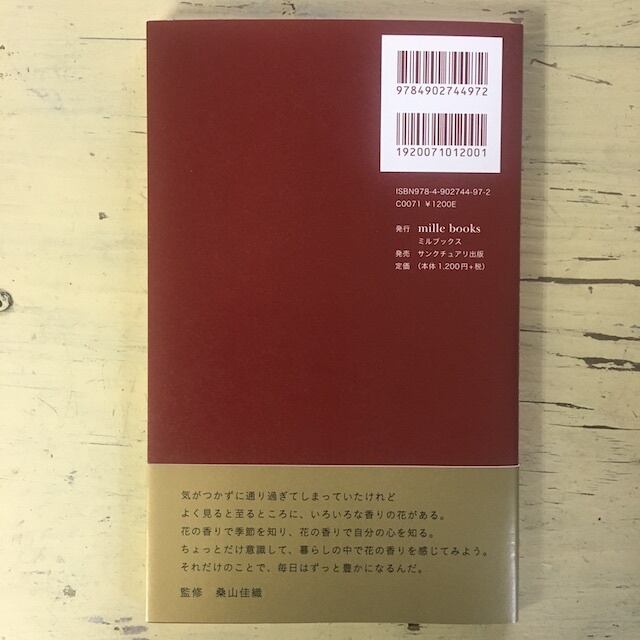 9784902744972
1920071012001
ISBN978-4-902744-97-2
C0071 ¥1200E
発行 mille books
ミルブックス
発売 サンクチュアリ出版
定価 (本体1,200円+税)
気がつかずに通り過ぎてしまっていたけれど
よく見ると至るところに、いろいろな香りの花がある。
花の香りで季節を知り、花の香りで自分の心を知る。
ちょっとだけ意識して、暮らしの中で花の香りを感じてみよう。
それだけのことで、毎日はずっと豊かになるんだ。
監修 桑山佳織